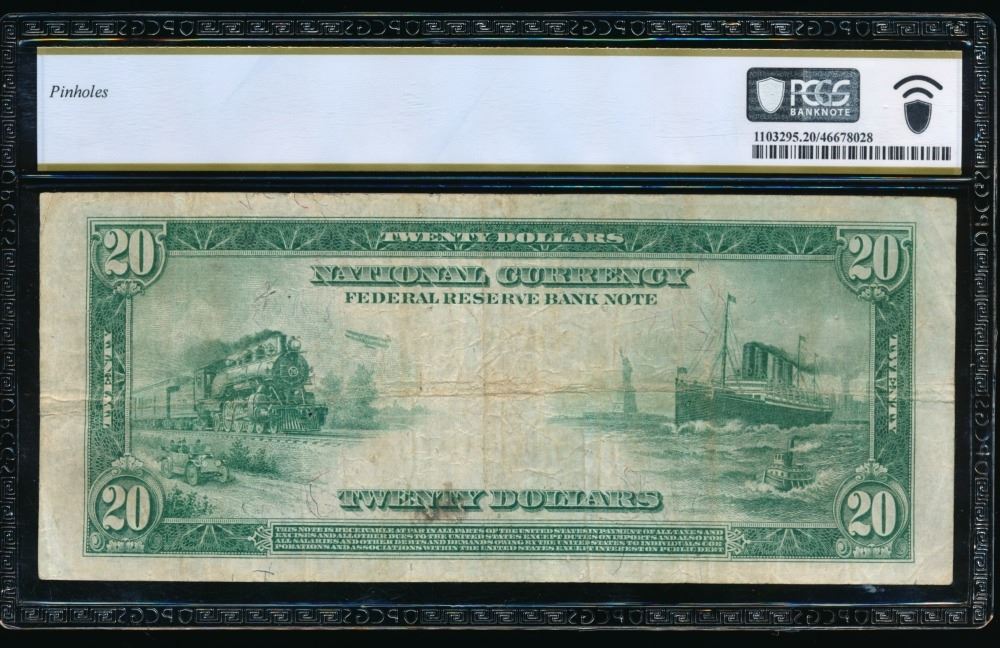 Pinholes
PCGS
BANKNOTE
1103295.20/46678028
20 TWENTY DOLLARS 20
NATIONAL CURRENCY
FEDERAL RESERVE BANK NOTE
TWENTY
TWENTY
TWENTY DOLLARS
20 20
THIS NOTE IS RECEIVABLE AT PAR IN ALL PARTS OF THE UNITED STATES IN PAYMENT OF ALL TAXES AND
EXCISES AND ALL OTHER DUES TO THE UNITED STATES EXCEPT DUTIES ON IMPORTS AND ALSO FOR
ALL SALARIES AND OTHER DEBTS AND DEMANDS OWING BY THE UNITED STATES TO INDIVIDUALS COR
PORATIONS AND ASSOCIATIONS WITHIN THE UNITED STATES EXCEPT INTEREST ON PUBLIC DEBT